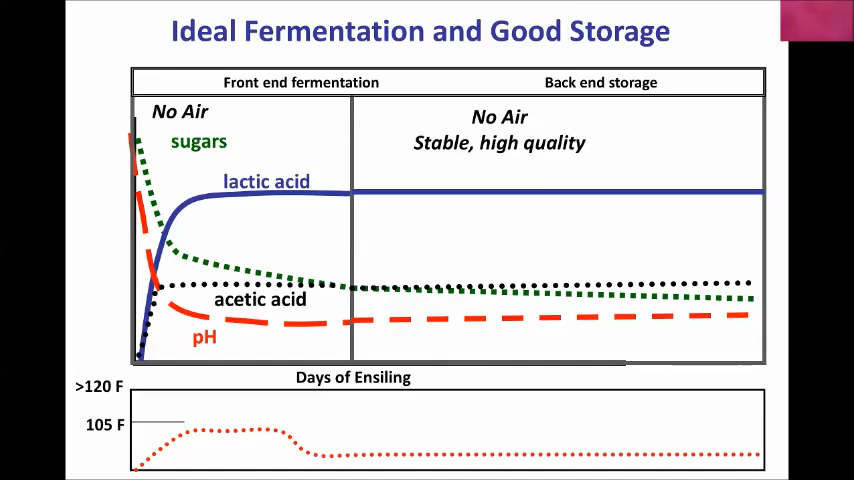 Ideal Fermentation and Good Storage
Front end fermentation
Back end storage
No Air
No Air
Stable, high quality
sugars
lactic acid
acetic acid
pH
Days of Ensiling
>120 F
105 F